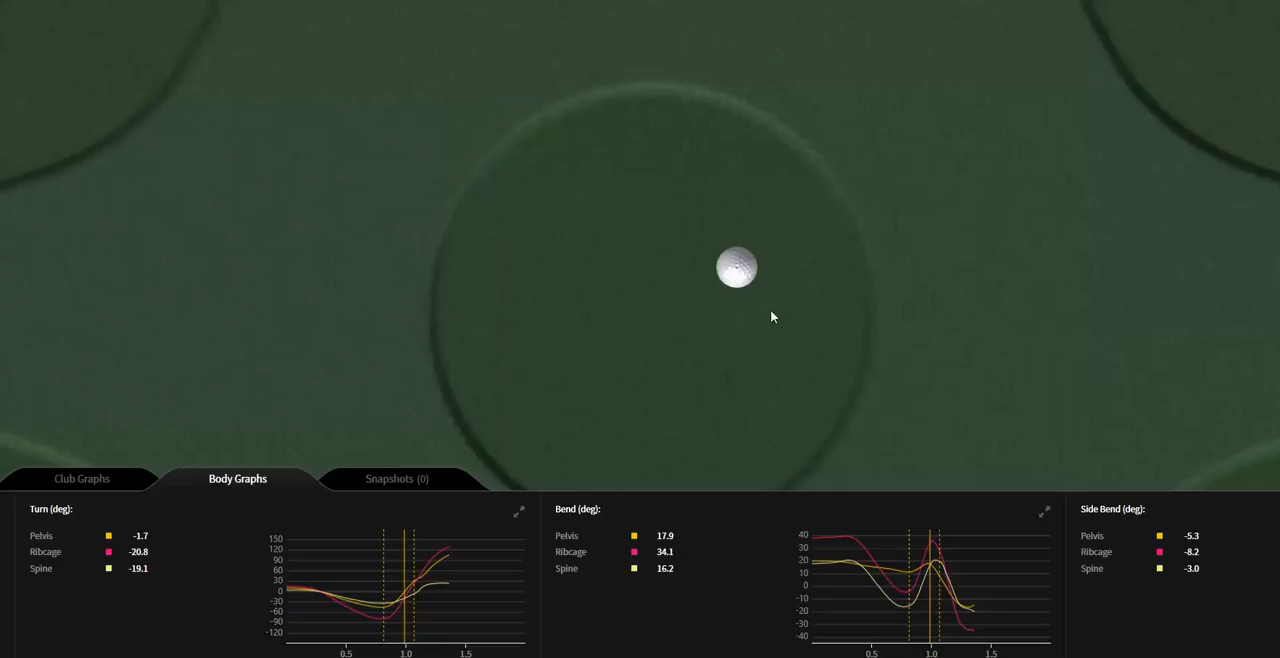 Club Graphs
Body Graphs
Snapshots (0)
Turn (deg):
Pelvis -1.7
Ribcage -20.8
Spine -19.1
150
120
90
60
30
0
-30
-60
-90
-120
0.5 1.0 1.5
Bend (deg):
Pelvis 17.9
Ribcage 34.1
Spine 16.2
40
30
20
10
0
-10
-20
-30
-40
0.5 1.0 1.5
Side Bend (deg):
Pelvis -5.3
Ribcage -8.2
Spine -3.0